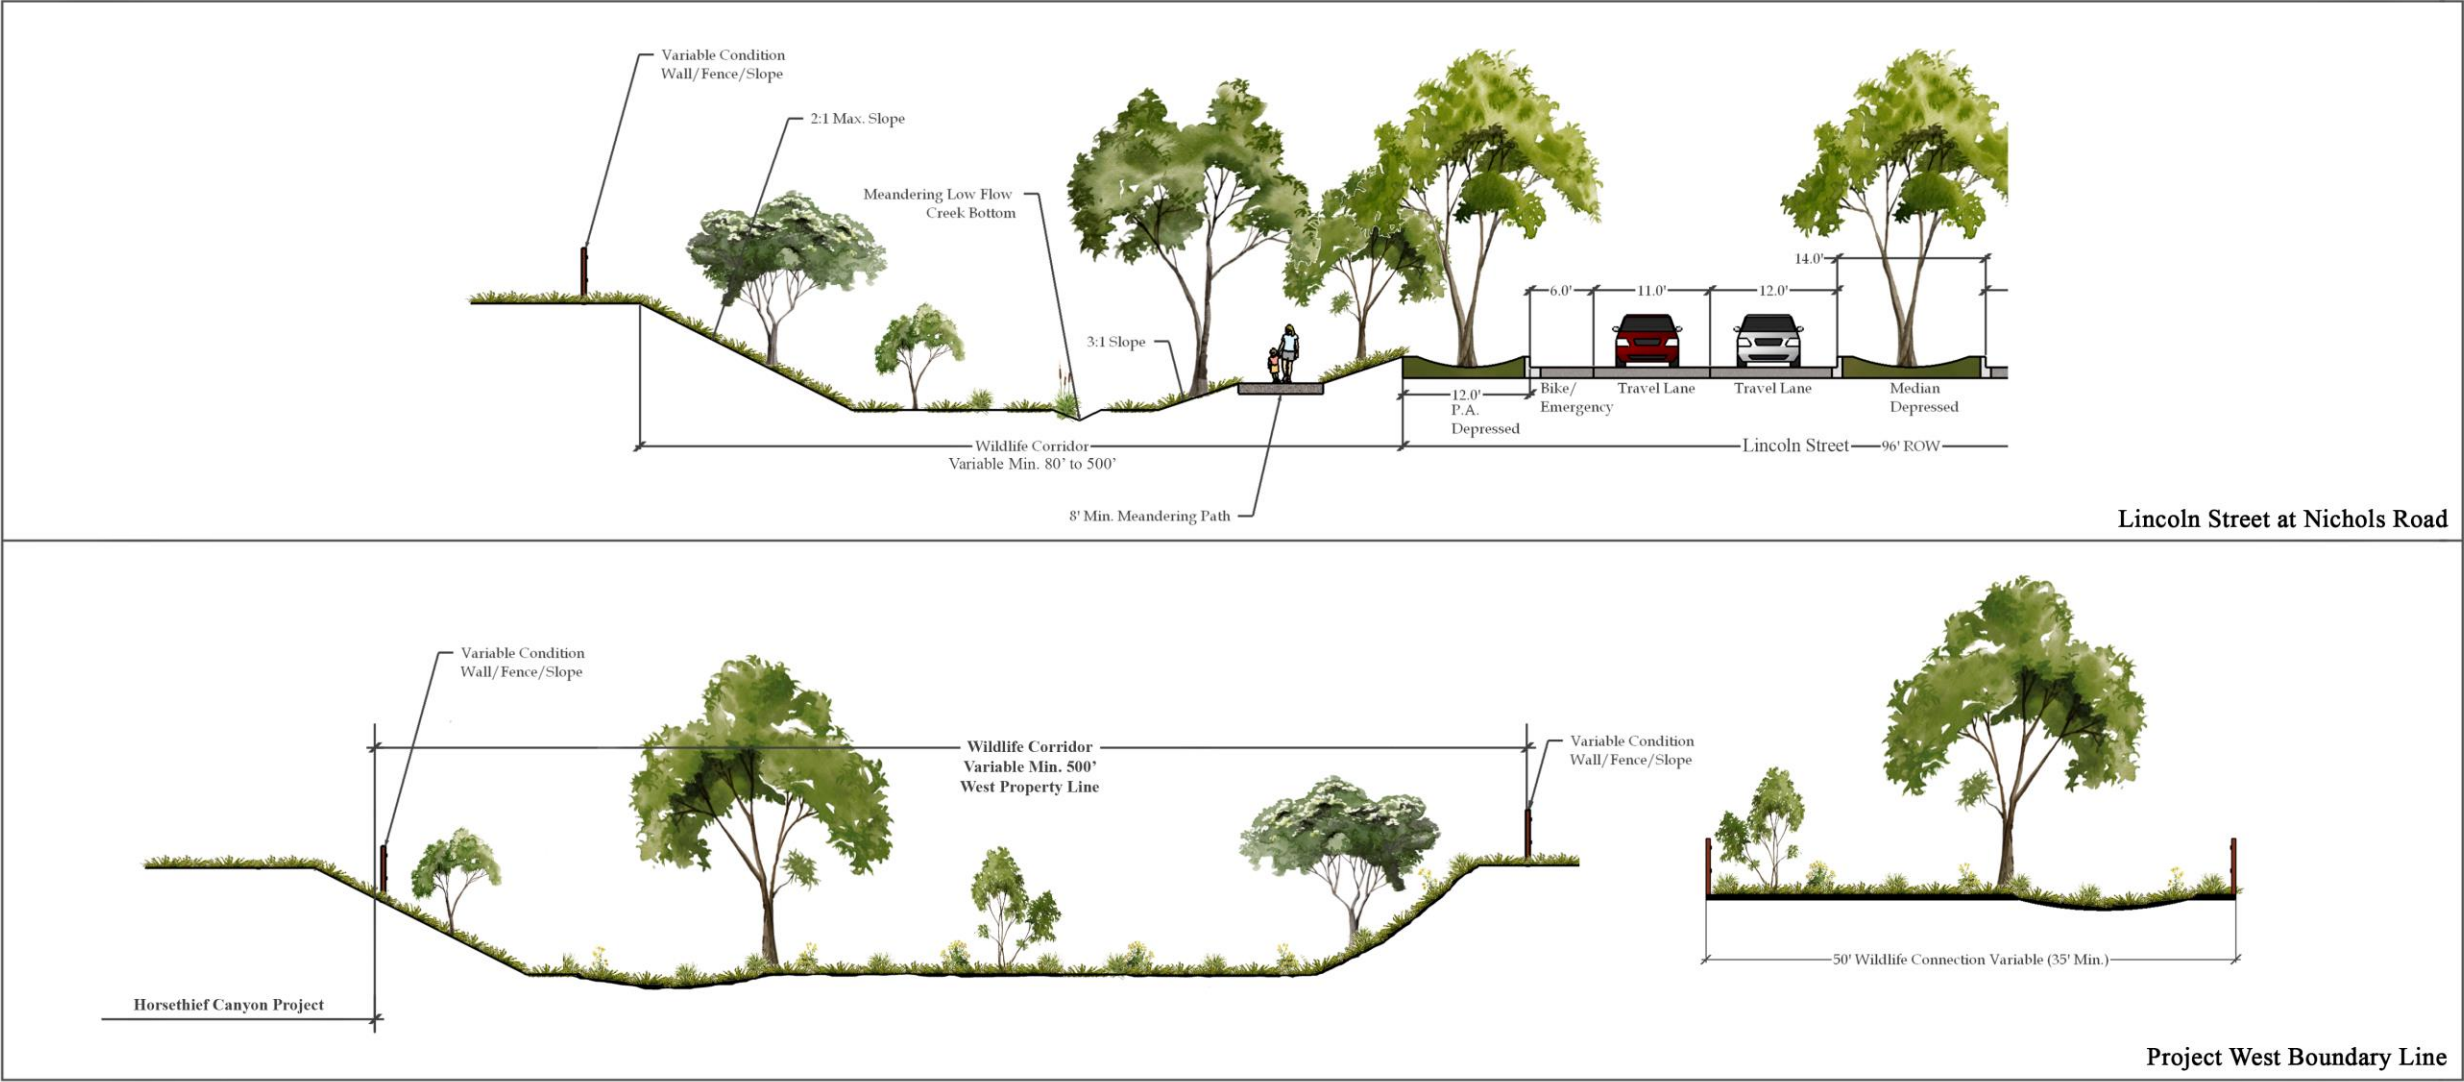 Variable Condition
Wall/Fence/Slope
2:1 Max. Slope
Meandering Low Flow
Creek Bottom
3:1 Slope
14.0'
6.0'
11.0'
12.0'
12.0'
P.A.
Depressed
Bike/
Emergency
Travel Lane
Travel Lane
Median
Depressed
Wildlife Corridor
Variable Min. 80' to 500'
Lincoln Street
96' ROW
8' Min. Meandering Path
Lincoln Street at Nichols Road
Variable Condition
Wall/Fence/Slope
Wildlife Corridor
Variable Min. 500'
West Property Line
Variable Condition
Wall/Fence/Slope
50' Wildlife Connection Variable (35' Min.)
Horsethief Canyon Project
Project West Boundary Line